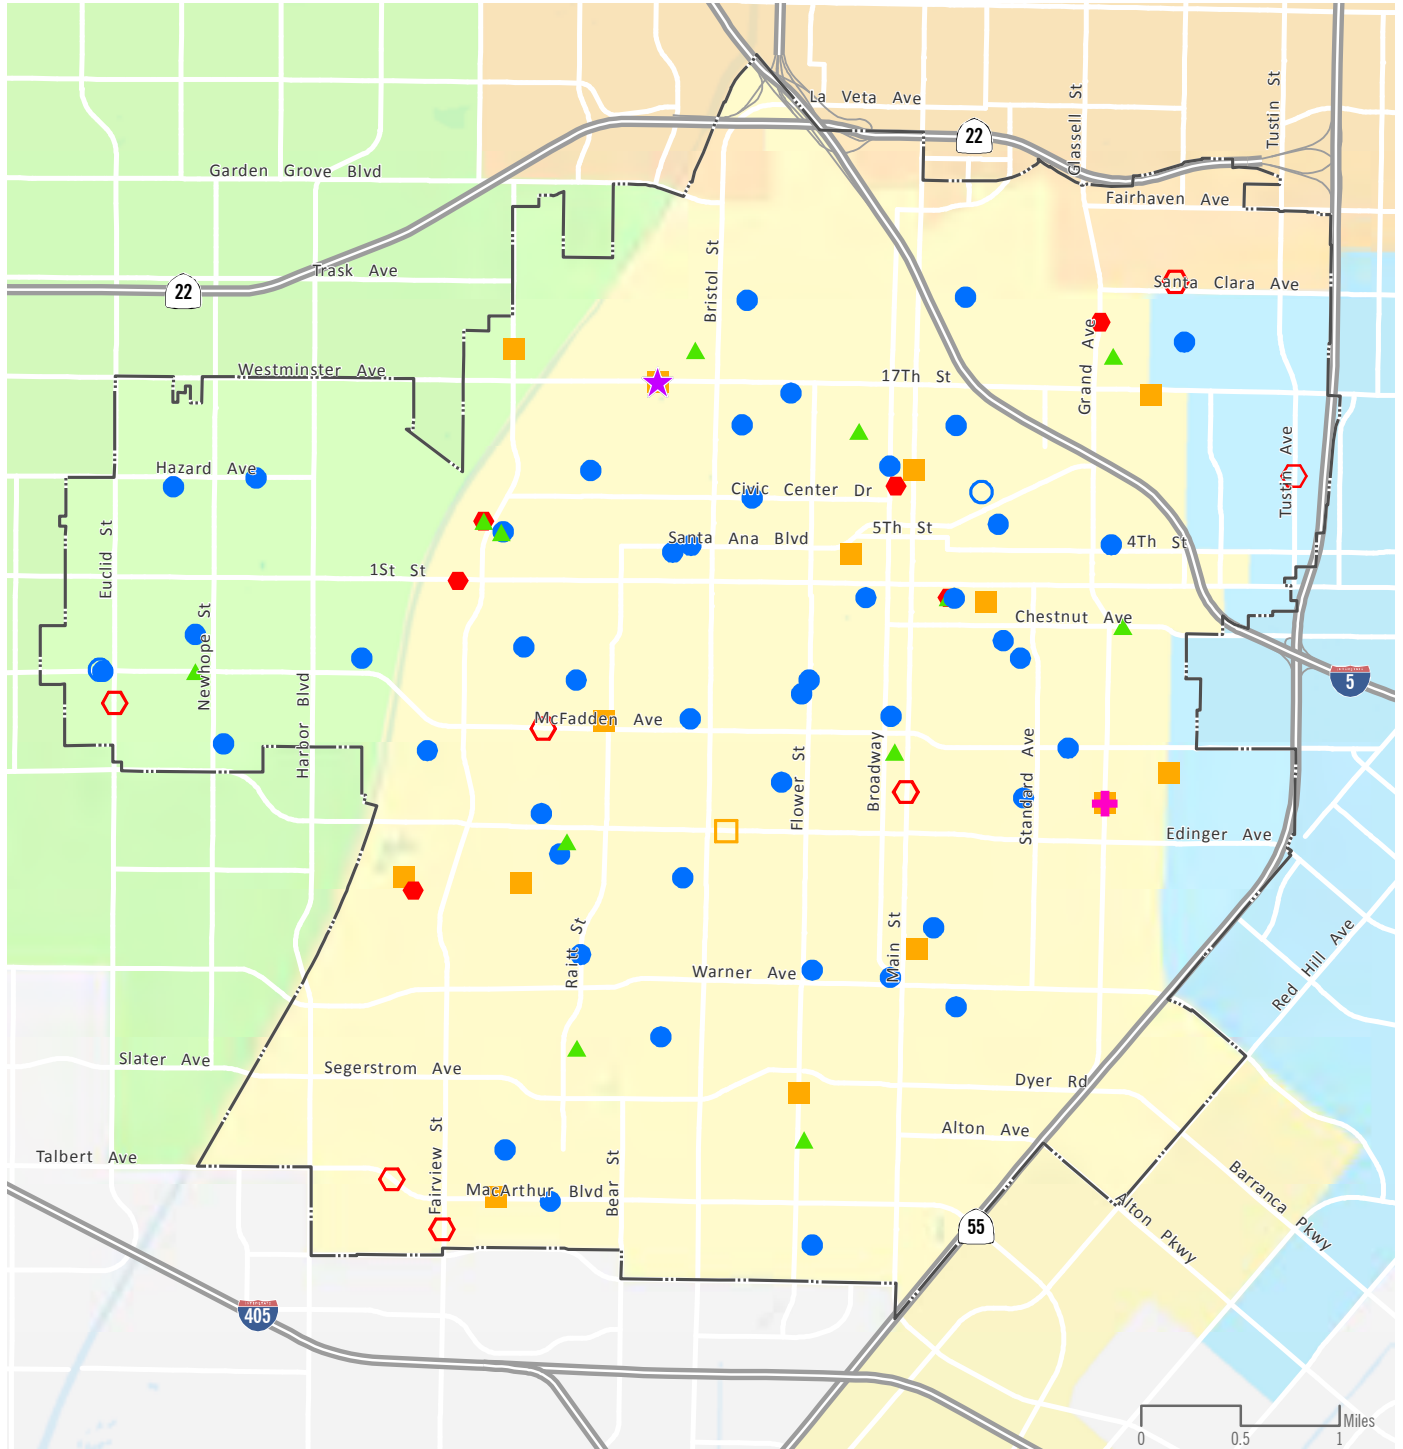 La Veta Ave
22
Glassell St
Tustin St
Garden Grove Blvd
Fairhaven Ave
Bristol St
Trask Ave
22
Santa Clara Ave
Westminster Ave
17Th St
Grand Ave
Hazard Ave
Civic Center Dr
Tustin Ave
5Th St
Santa Ana Blvd
4Th St
Euclid St
1St St
Chestnut Ave
Newhope St
Harbor Blvd
5
McFadden Ave
Flower St
Broadway
Standard Ave
Edinger Ave
Raitt St
Main St
Red Hill Ave
Warner Ave
Slater Ave
Segerstrom Ave
Dyer Rd
Alton Ave
Talbert Ave
Fairview St
Bear St
MacArthur Blvd
Barranca Pkwy
Alton Pkwy
55
405
Miles
0 0.5 1